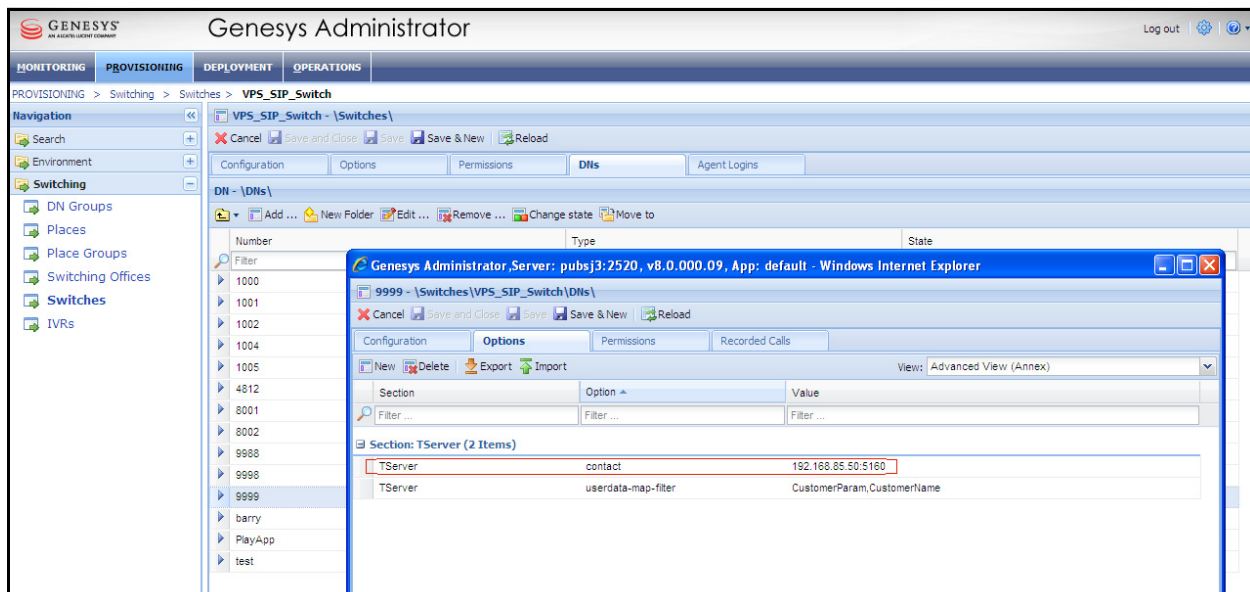 GENESYS
AN ALCATEL-LUCENT COMPANY
Genesys Administrator
Log out
MONITORING PROVISIONING DEPLOYMENT OPERATIONS
PROVISIONING > Switching > Switches > VPS_SIP_Switch
Navigation
Search
Environment
Switching
DN Groups
Places
Place Groups
Switching Offices
Switches
IVRs
VPS_SIP_Switch - \Switches\
Cancel Save and Close Save Save & New Reload
Configuration Options Permissions DNs Agent Logins
DN - \DNs\
Add ... New Folder Edit ... Remove ... Change state Move to
Number Type State
Filter
1000
1001
1002
1004
1005
4812
8001
8002
9988
9998
9999
barry
PlayApp
test
Genesys Administrator,Server: pubsj3:2520, v8.0.000.09, App: default - Windows Internet Explorer
9999 - \Switches\VPS_SIP_Switch\DNs\
Cancel Save and Close Save Save & New Reload
Configuration Options Permissions Recorded Calls
New Delete Export Import View: Advanced View (Annex)
Section Option Value
Filter ... Filter ... Filter ...
Section: TServer (2 Items)
TServer contact 192.168.85.50:5160
TServer userdata-map-filter CustomerParam,CustomerName